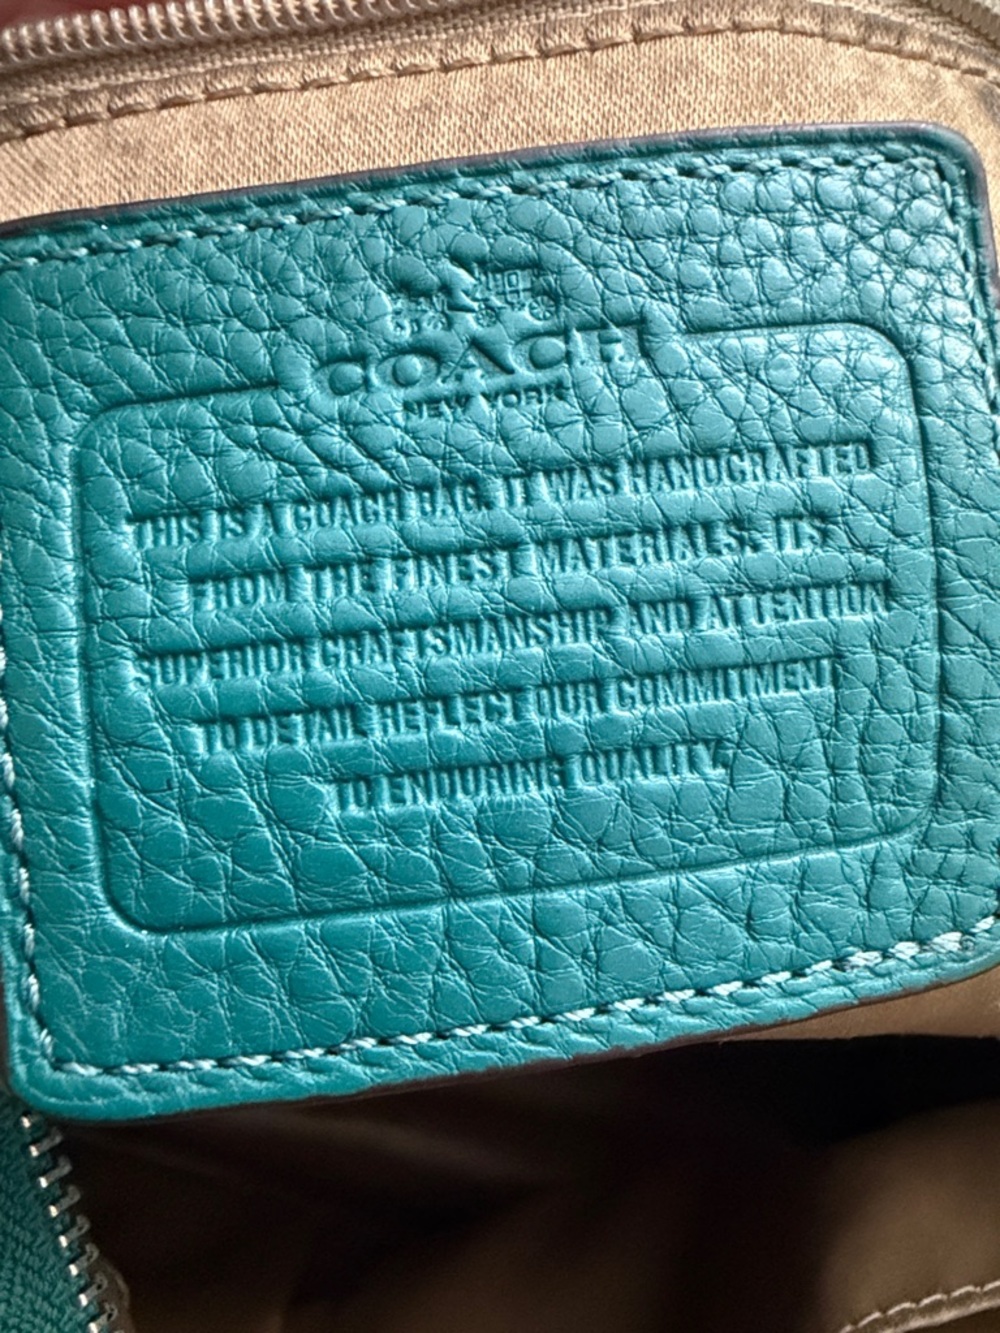 COACH
NEW YORK
THIS IS A COACH BAG. IT WAS HANDCRAFTED
FROM THE FINEST MATERIALS. ITS
SUPERIOR CRAFTSMANSHIP AND ATTENTION
TO DETAIL REFLECT OUR COMMITMENT
TO ENDURING QUALITY.